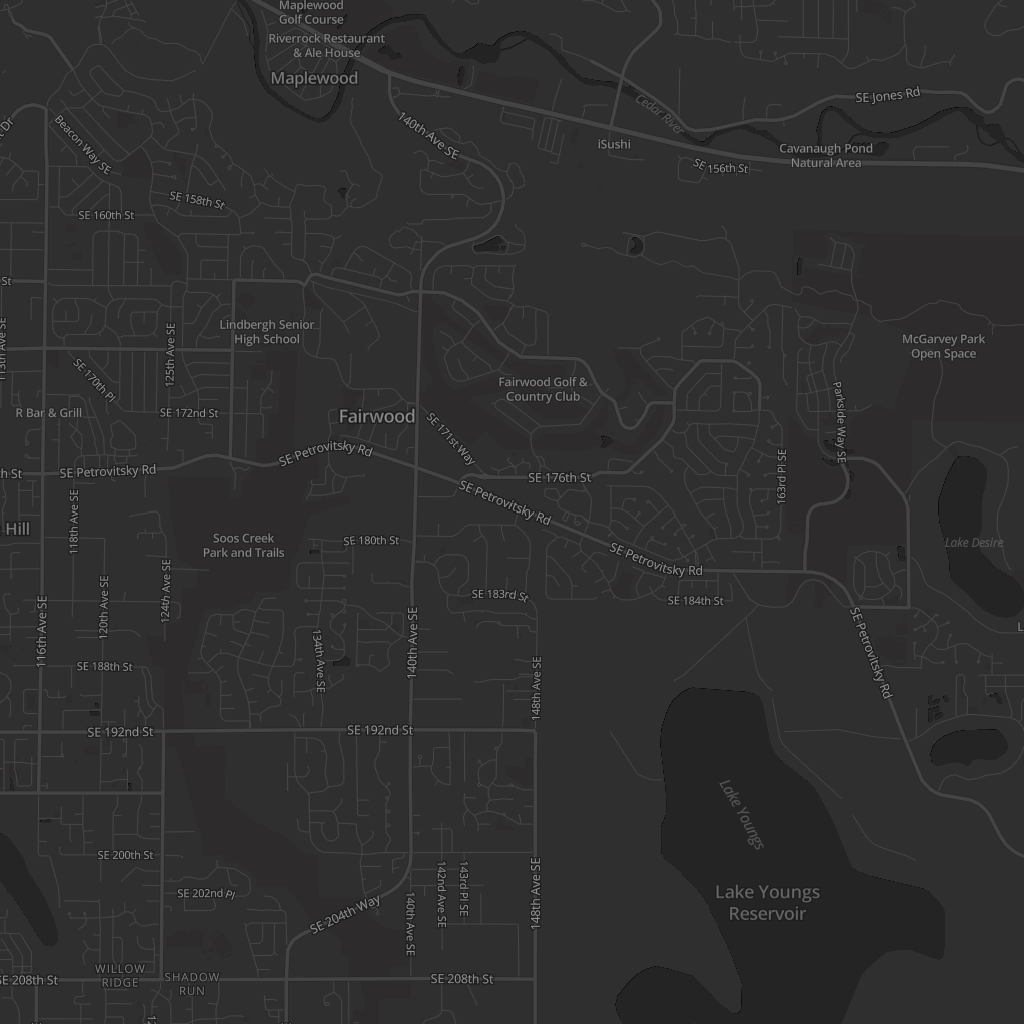 Maplewood
Golf Course
Riverrock Restaurant
& Ale House
Maplewood
SE Jones Rd
Cedar River
Beacon Way SE
140th Ave SE
iSushi
Cavanaugh Pond
Natural Area
SE 156th St
SE 158th St
SE 160th St
St
Lindbergh Senior
High School
125th Ave SE
McGarvey Park
Open Space
SE 170th Pl
Fairwood Golf &
Country Club
R Bar & Grill
SE 172nd St
Fairwood
SE 171st Way
Parkside Way SE
SE Petrovitsky Rd
SE Petrovitsky Rd
SE 176th St
163rd Pl SE
SE Petrovitsky Rd
118th Ave SE
Hill
Soos Creek
Park and Trails
SE 180th St
SE Petrovitsky Rd
Lake Desire
120th Ave SE
124th Ave SE
SE 183rd St
SE 184th St
116th Ave SE
134th Ave SE
140th Ave SE
SE Petrovitsky Rd
SE 188th St
148th Ave SE
SE 192nd St
SE 192nd St
Lake Youngs
SE 200th St
SE 202nd Pl
SE 204th Way
140th Ave SE
142nd Ave SE
143rd Pl SE
148th Ave SE
Lake Youngs
Reservoir
WILLOW
RIDGE
SHADOW
RUN
SE 208th St
SE 208th St